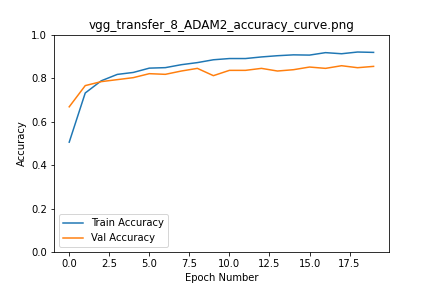 vgg_transfer_8_ADAM2_accuracy_curve.png
1.0
0.8
0.6
0.4
0.2
0.0
Accuracy
Train Accuracy
Val Accuracy
0.0 2.5 5.0 7.5 10.0 12.5 15.0 17.5
Epoch Number